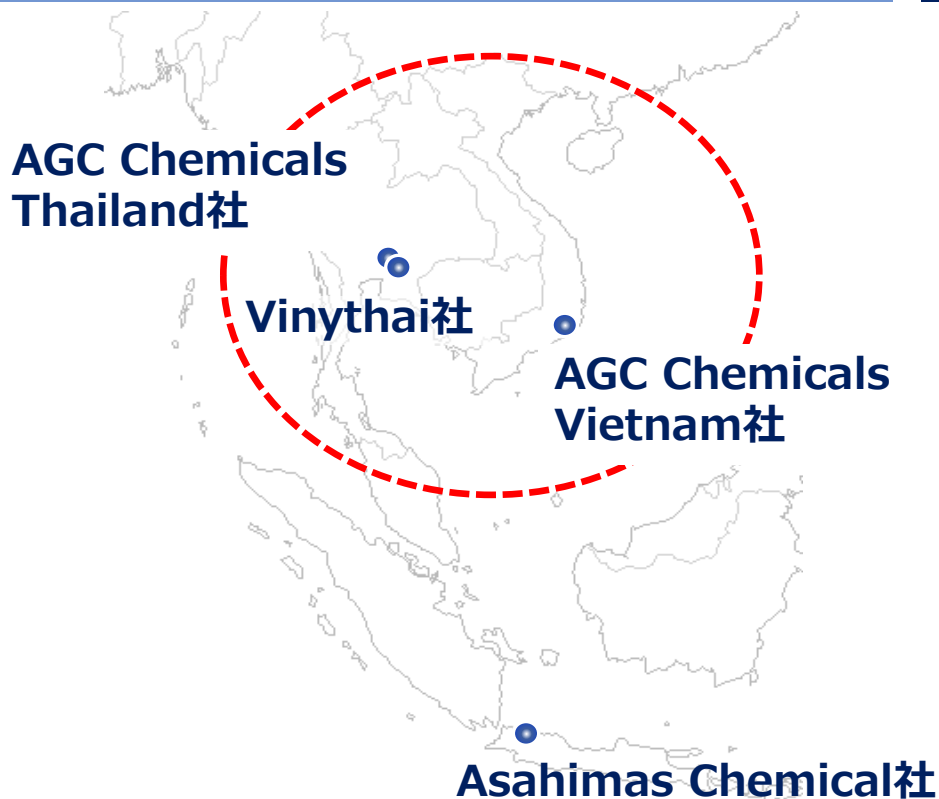 AGC Chemicals
Thailand社
Vinythai社
AGC Chemicals
Vietnam社
Asahimas Chemical社